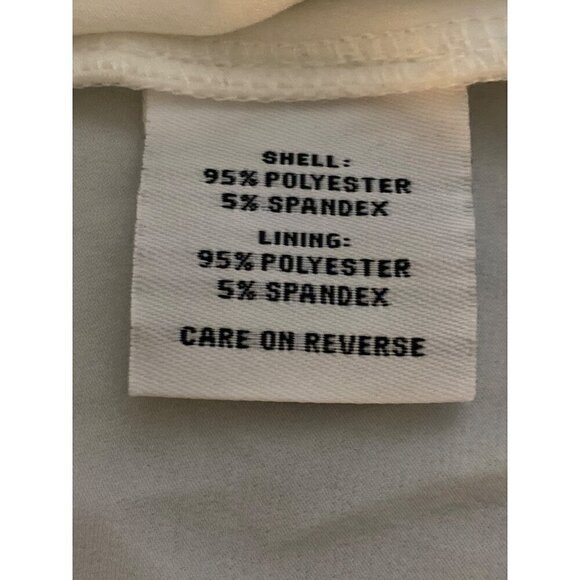 SHELL:
95% POLYESTER
5% SPANDEX
LINING:
95% POLYESTER
5% SPANDEX
CARE ON REVERSE